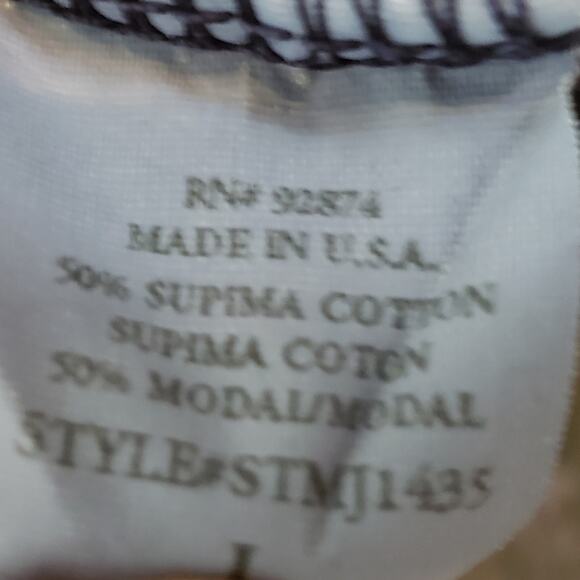 RN# 92874
MADE IN U.S.A.
50% SUPIMA COTTON
SUPIMA COTON
50% MODAL/MODAL
STYLE#STMJ1435